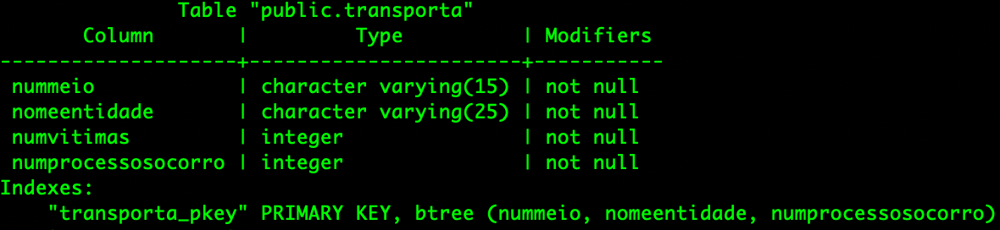 Table "public.transporta"
Column | Type | Modifiers
--------------------+-----------------------+-----------
nummeio | character varying(15) | not null
nomeentidade | character varying(25) | not null
numvitimas | integer | not null
numprocessosocorro | integer | not null
Indexes:
"transporta_pkey" PRIMARY KEY, btree (nummeio, nomeentidade, numprocessosocorro)